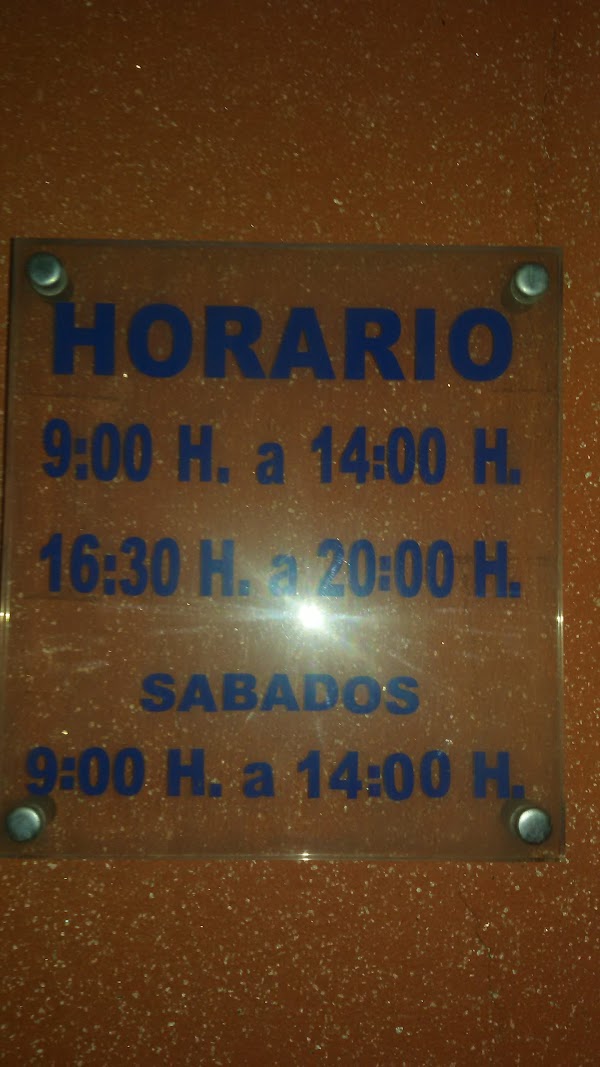 HORARIO
9:00 H. a 14:00 H.
16:30 H. a 20:00 H.
SABADOS
9:00 H. a 14:00 H.